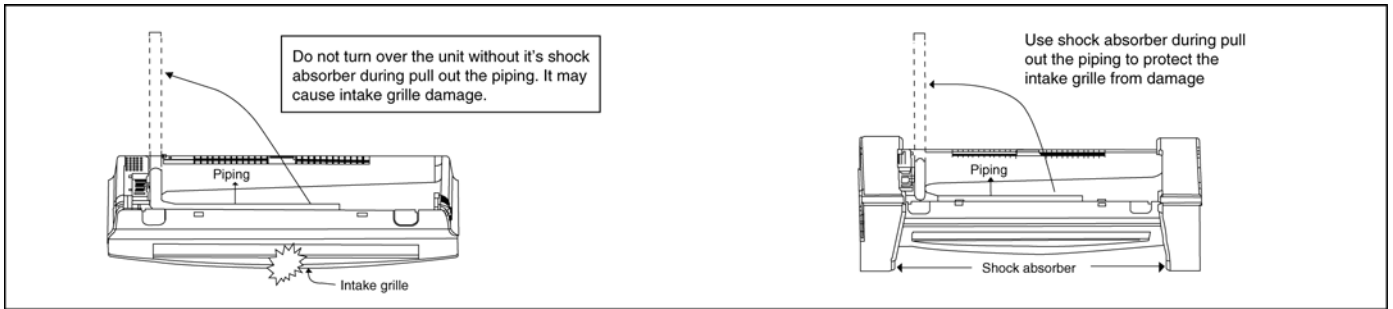 Do not turn over the unit without it's shock
absorber during pull out the piping. It may
cause intake grille damage.
Piping
Intake grille
Use shock absorber during pull
out the piping to protect the
intake grille from damage
Piping
Shock absorber